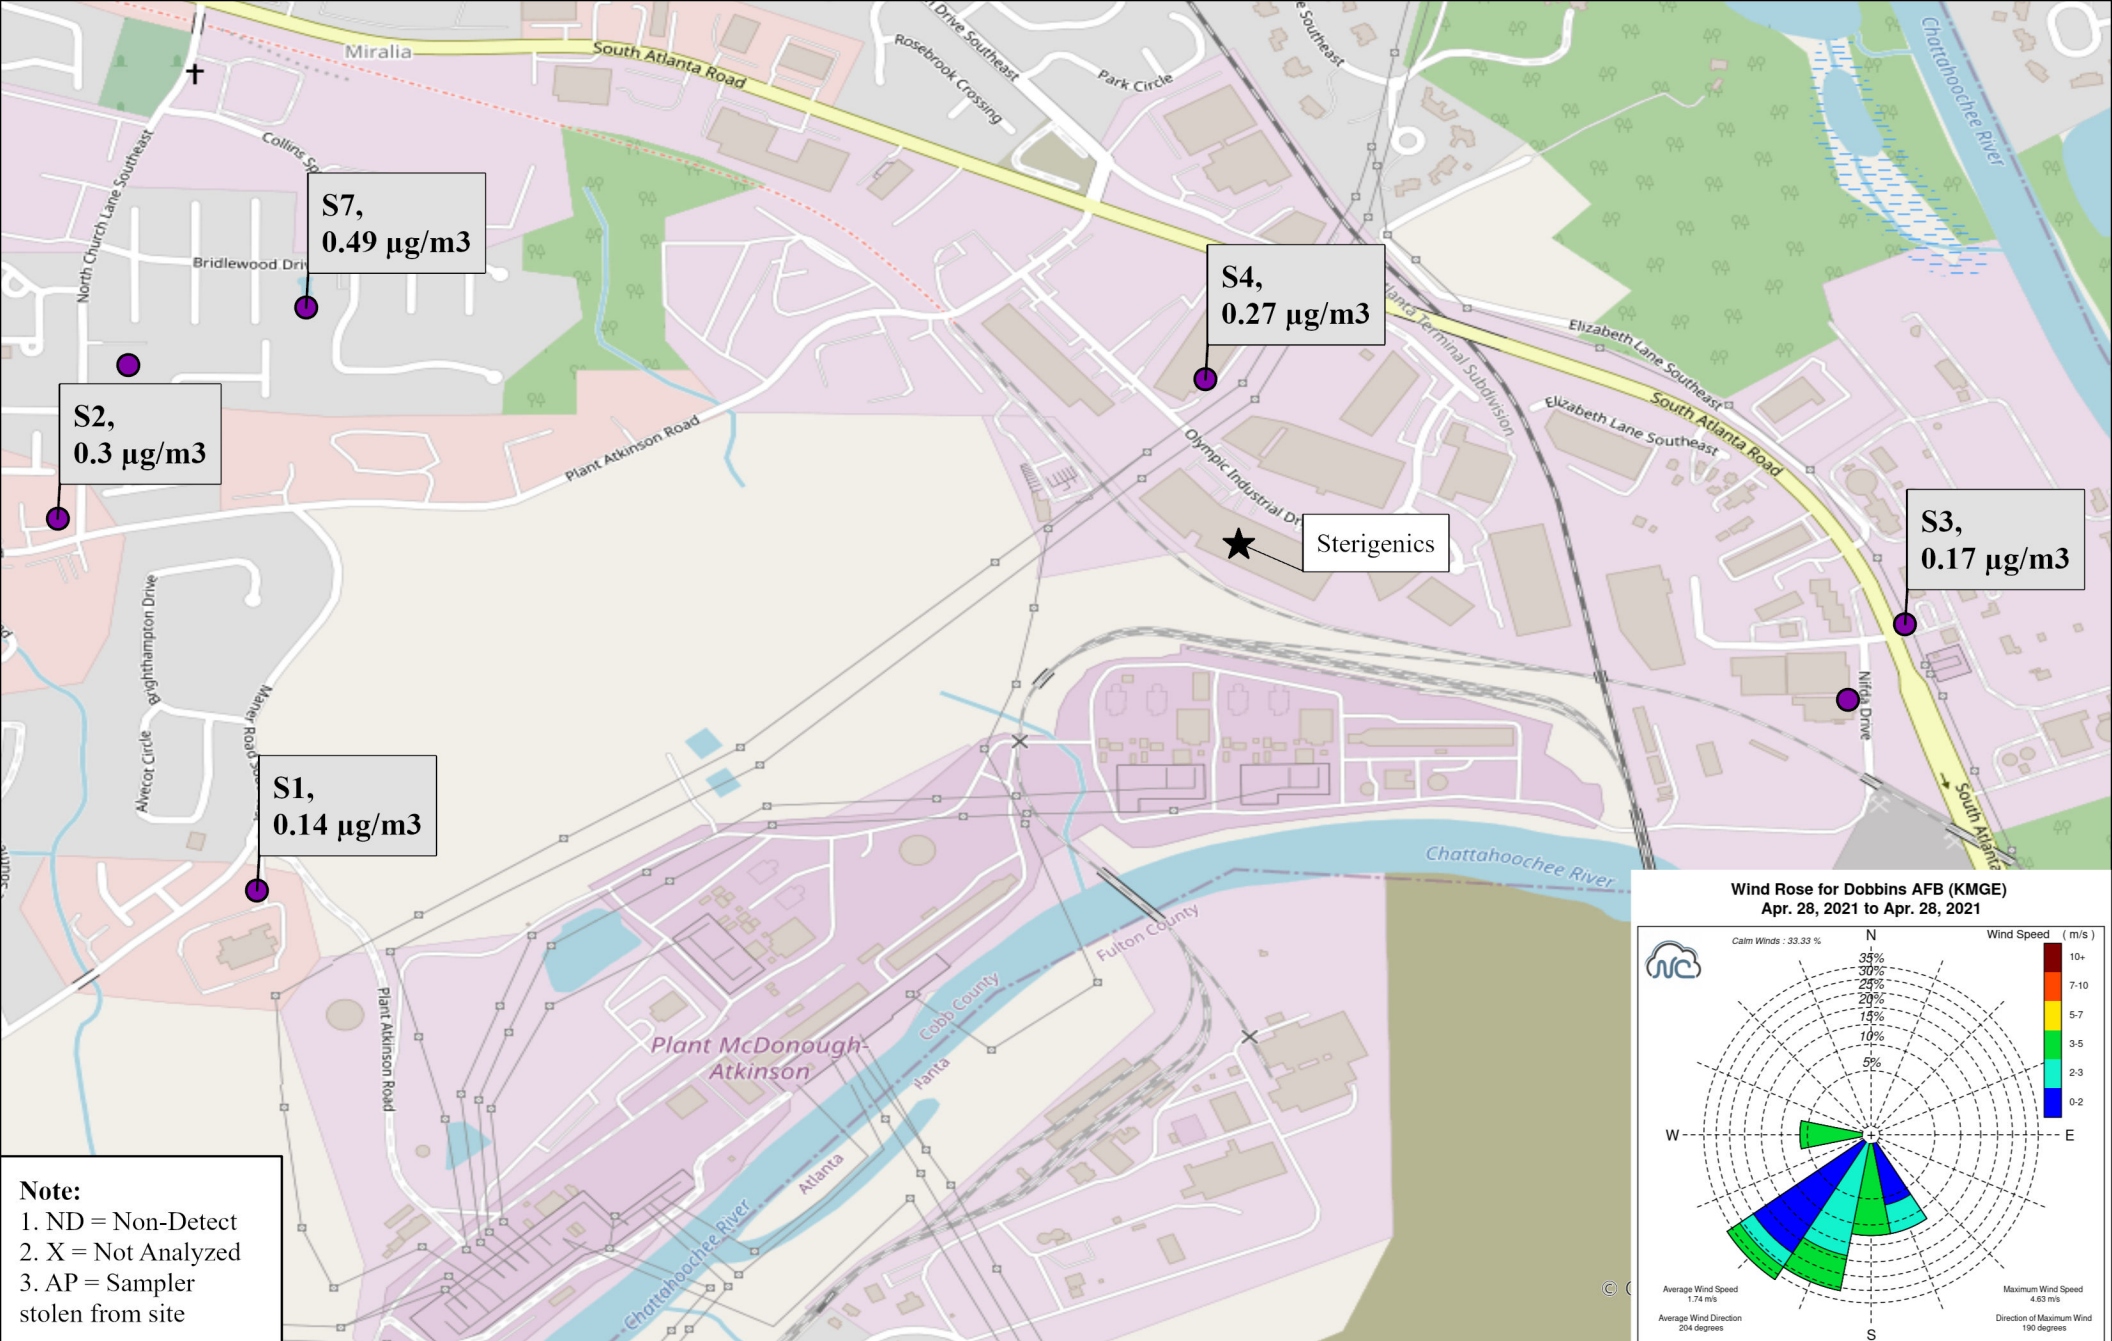 Miralia
South Atlanta Road
Rosebrook Crossing
Drive Southeast
Park Circle
Southeast
Chattahoochee River
North Church Lane Southeast
Collins
S7,
0.49 µg/m3
Bridlewood
S4,
0.27 µg/m3
Terminal Subdivision
Elizabeth Lane Southeast
Elizabeth Lane Southeast
South Atlanta Road
S2,
0.3 µg/m3
Plant Atkinson Road
Olympic Industrial
Sterigenics
S3,
0.17 µg/m3
Brighthampton Drive
Alvecot Circle
Maner Road
Nifda Drive
S1,
0.14 µg/m3
South Atlanta
Chattahoochee River
Fulton County
Cobb County
Plant Atkinson Road
Plant McDonough-
Atkinson
Atlanta
Chattahoochee River
Note:
1. ND = Non-Detect
2. X = Not Analyzed
3. AP = Sampler
stolen from site
©
Wind Rose for Dobbins AFB (KMGE)
Apr. 28, 2021 to Apr. 28, 2021
NC
Calm Winds : 33.33 %
N
Wind Speed ( m/s )
35%
30%
25%
20%
15%
10%
5%
10+
7-10
5-7
3-5
2-3
0-2
W
E
S
Average Wind Speed
1.74 m/s
Average Wind Direction
204 degrees
Maximum Wind Speed
4.63 m/s
Direction of Maximum Wind
190 degrees